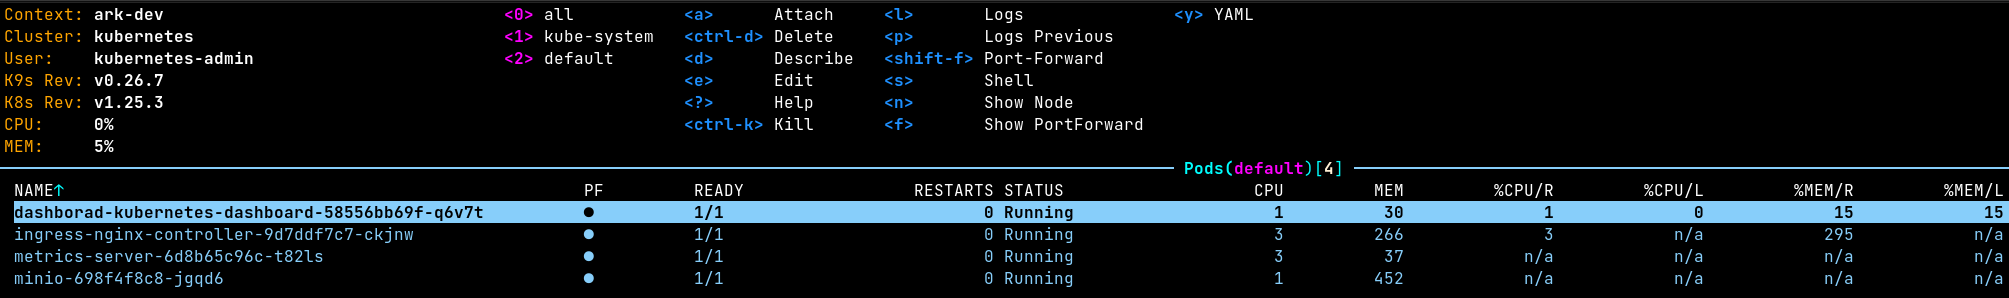 Context: ark-dev <0> all <a> Attach <l> Logs <y> YAML
Cluster: kubernetes <1> kube-system <ctrl-d> Delete <p> Logs Previous
User: kubernetes-admin <2> default <d> Describe <shift-f> Port-Forward
K9s Rev: v0.26.7 <e> Edit <s> Shell
K8s Rev: v1.25.3 <?> Help <n> Show Node
CPU: 0% <ctrl-k> Kill <f> Show PortForward
MEM: 5%
Pods(default)[4]
NAME↑ PF READY RESTARTS STATUS CPU MEM %CPU/R %CPU/L %MEM/R %MEM/L
dashborad-kubernetes-dashboard-58556bb69f-q6v7t ● 1/1 0 Running 1 30 1 0 15 15
ingress-nginx-controller-9d7ddf7c7-ckjnw ● 1/1 0 Running 3 266 3 n/a 295 n/a
metrics-server-6d8b65c96c-t82ls ● 1/1 0 Running 3 37 n/a n/a n/a n/a
minio-698f4f8c8-jgqd6 ● 1/1 0 Running 1 452 n/a n/a n/a n/a